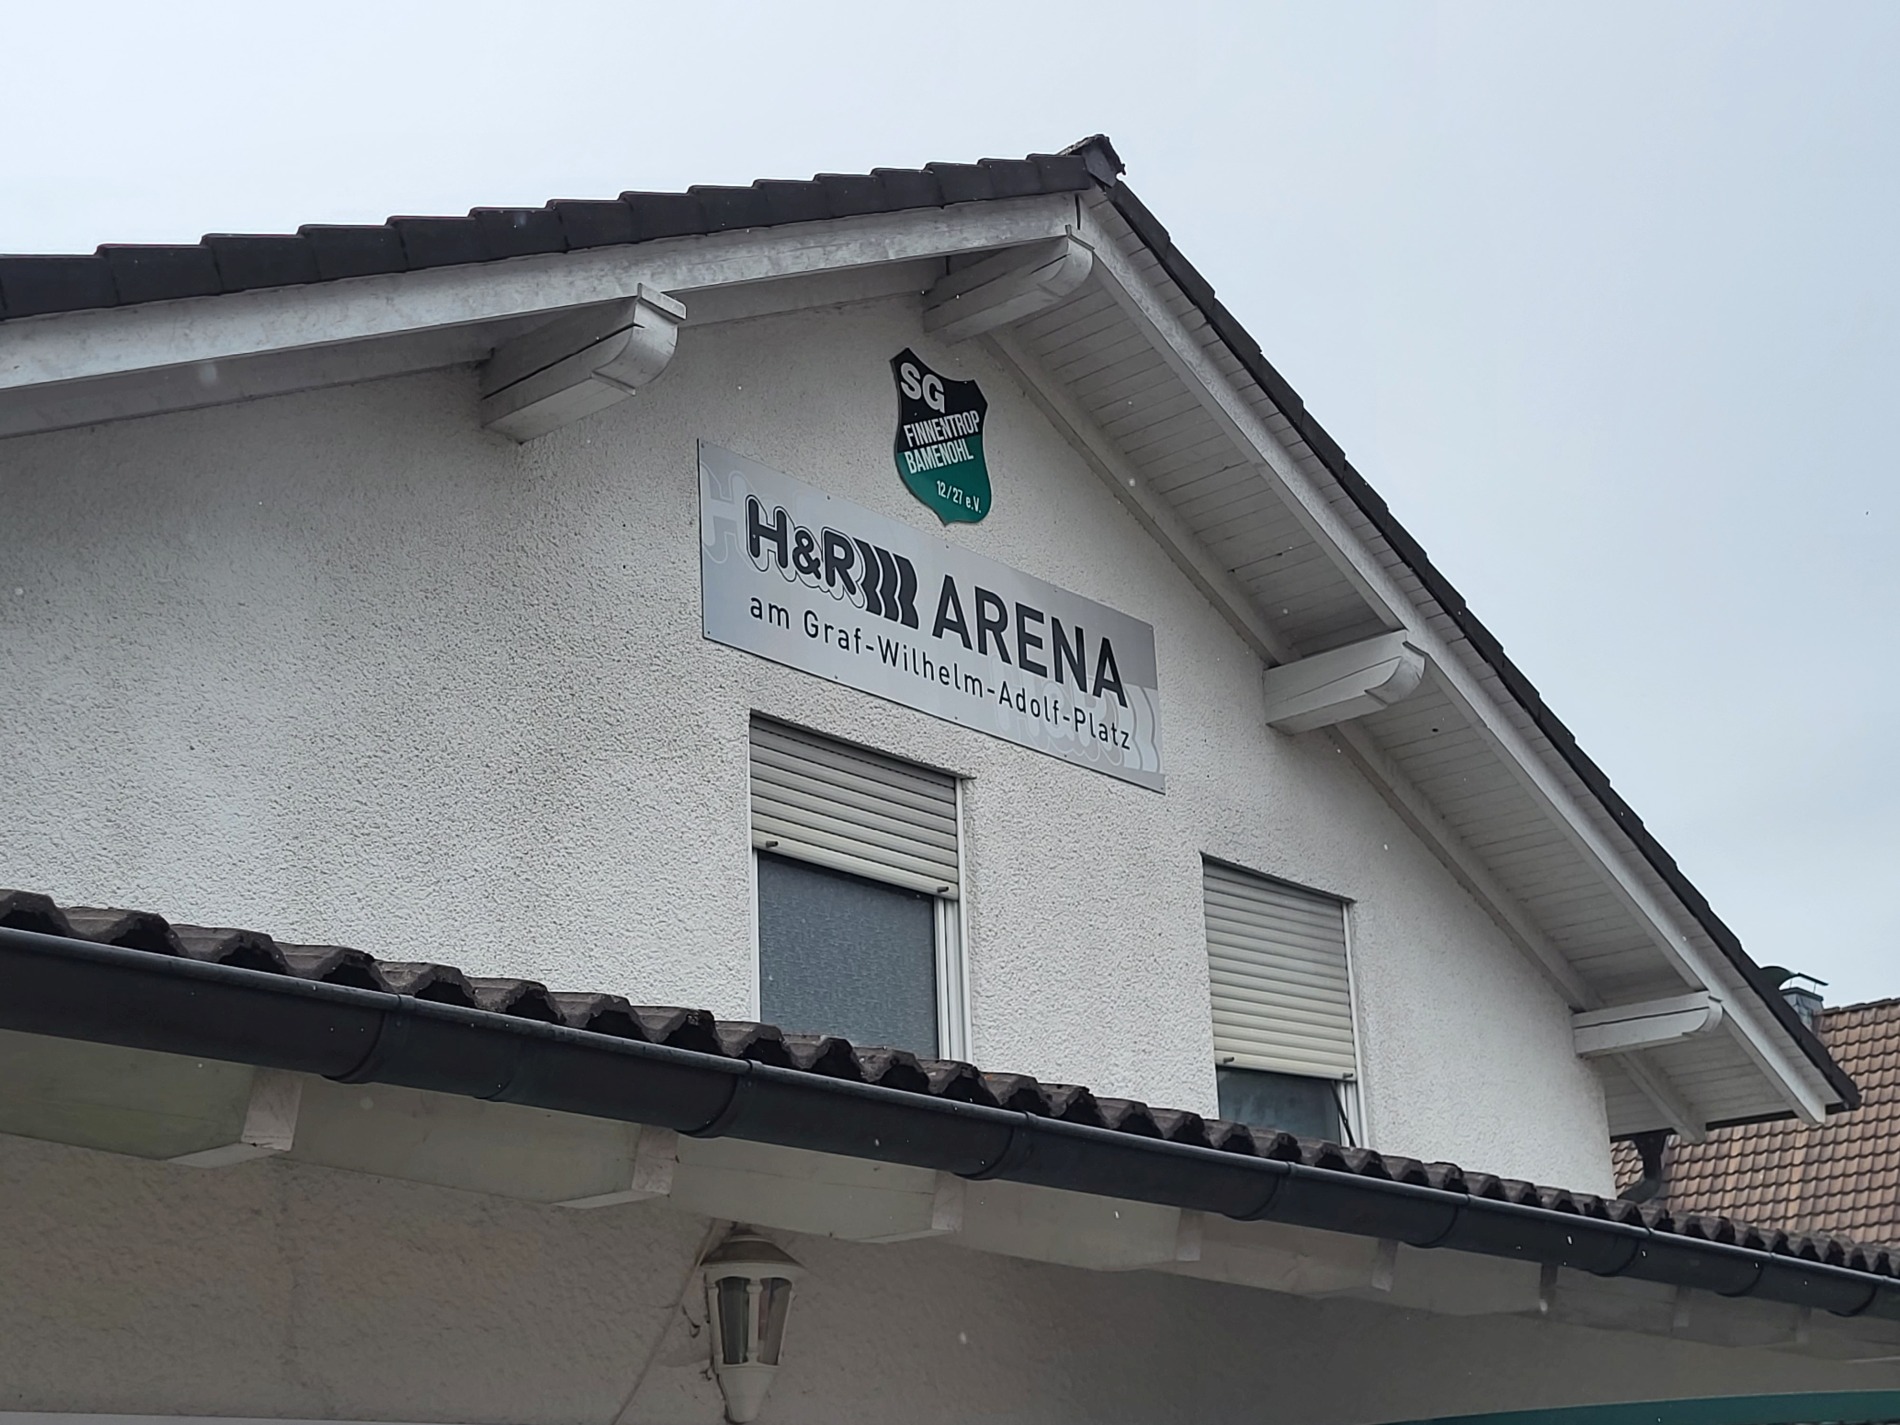 SG
FINNENTROP
BAMENOHL
12/27 e.V.
H&R ARENA
am Graf-Wilhelm-Adolf-Platz